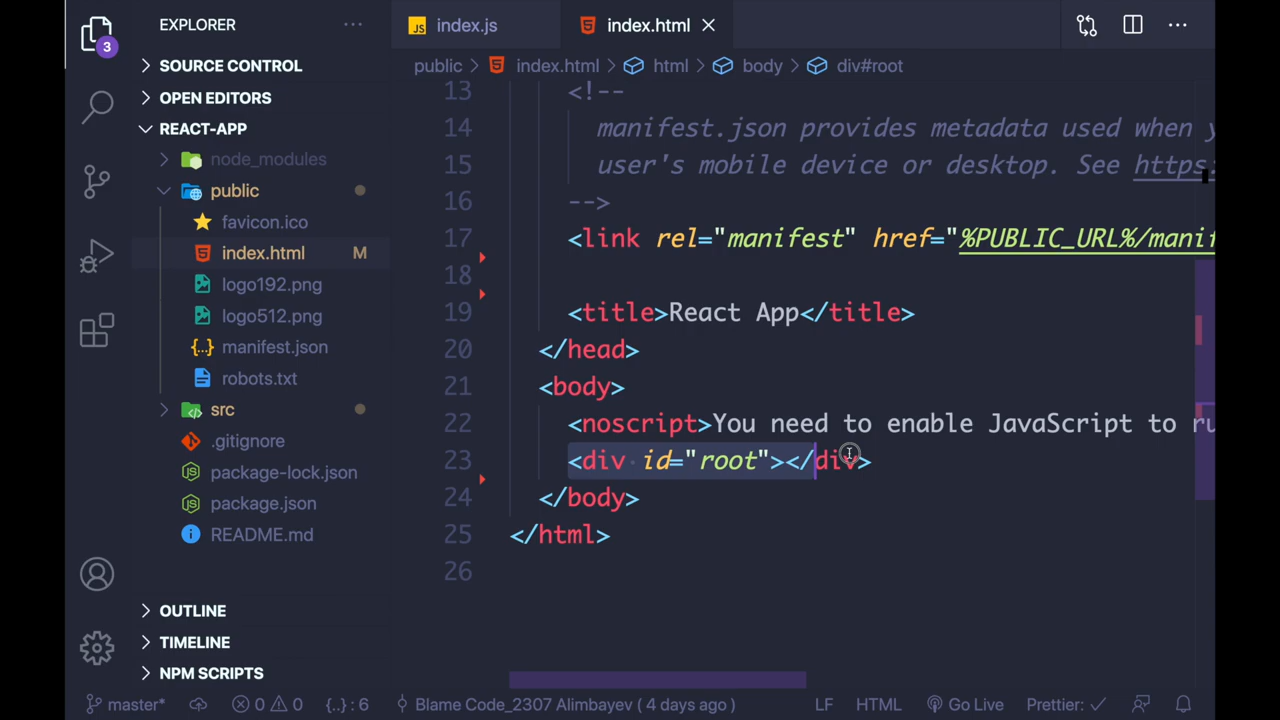 EXPLORER
3
SOURCE CONTROL
OPEN EDITORS
REACT-APP
node_modules
public
favicon.ico
index.html M
logo192.png
logo512.png
{..} manifest.json
robots.txt
src
.gitignore
package-lock.json
package.json
README.md
OUTLINE
TIMELINE
NPM SCRIPTS
JS index.js
index.html
public > index.html > html > body > div#root
13 <!--
14 manifest.json provides metadata used when y
15 user's mobile device or desktop. See https:
16 -->
17 <link rel="manifest" href="%PUBLIC_URL%/manif
18
19 <title>React App</title>
20 </head>
21 <body>
22 <noscript>You need to enable JavaScript to ru
23 <div id="root"></div>
24 </body>
25 </html>
26
master* 0 0 {..} : 6 Blame Code_2307 Alimbayev ( 4 days ago ) LF HTML Go Live Prettier: ✓